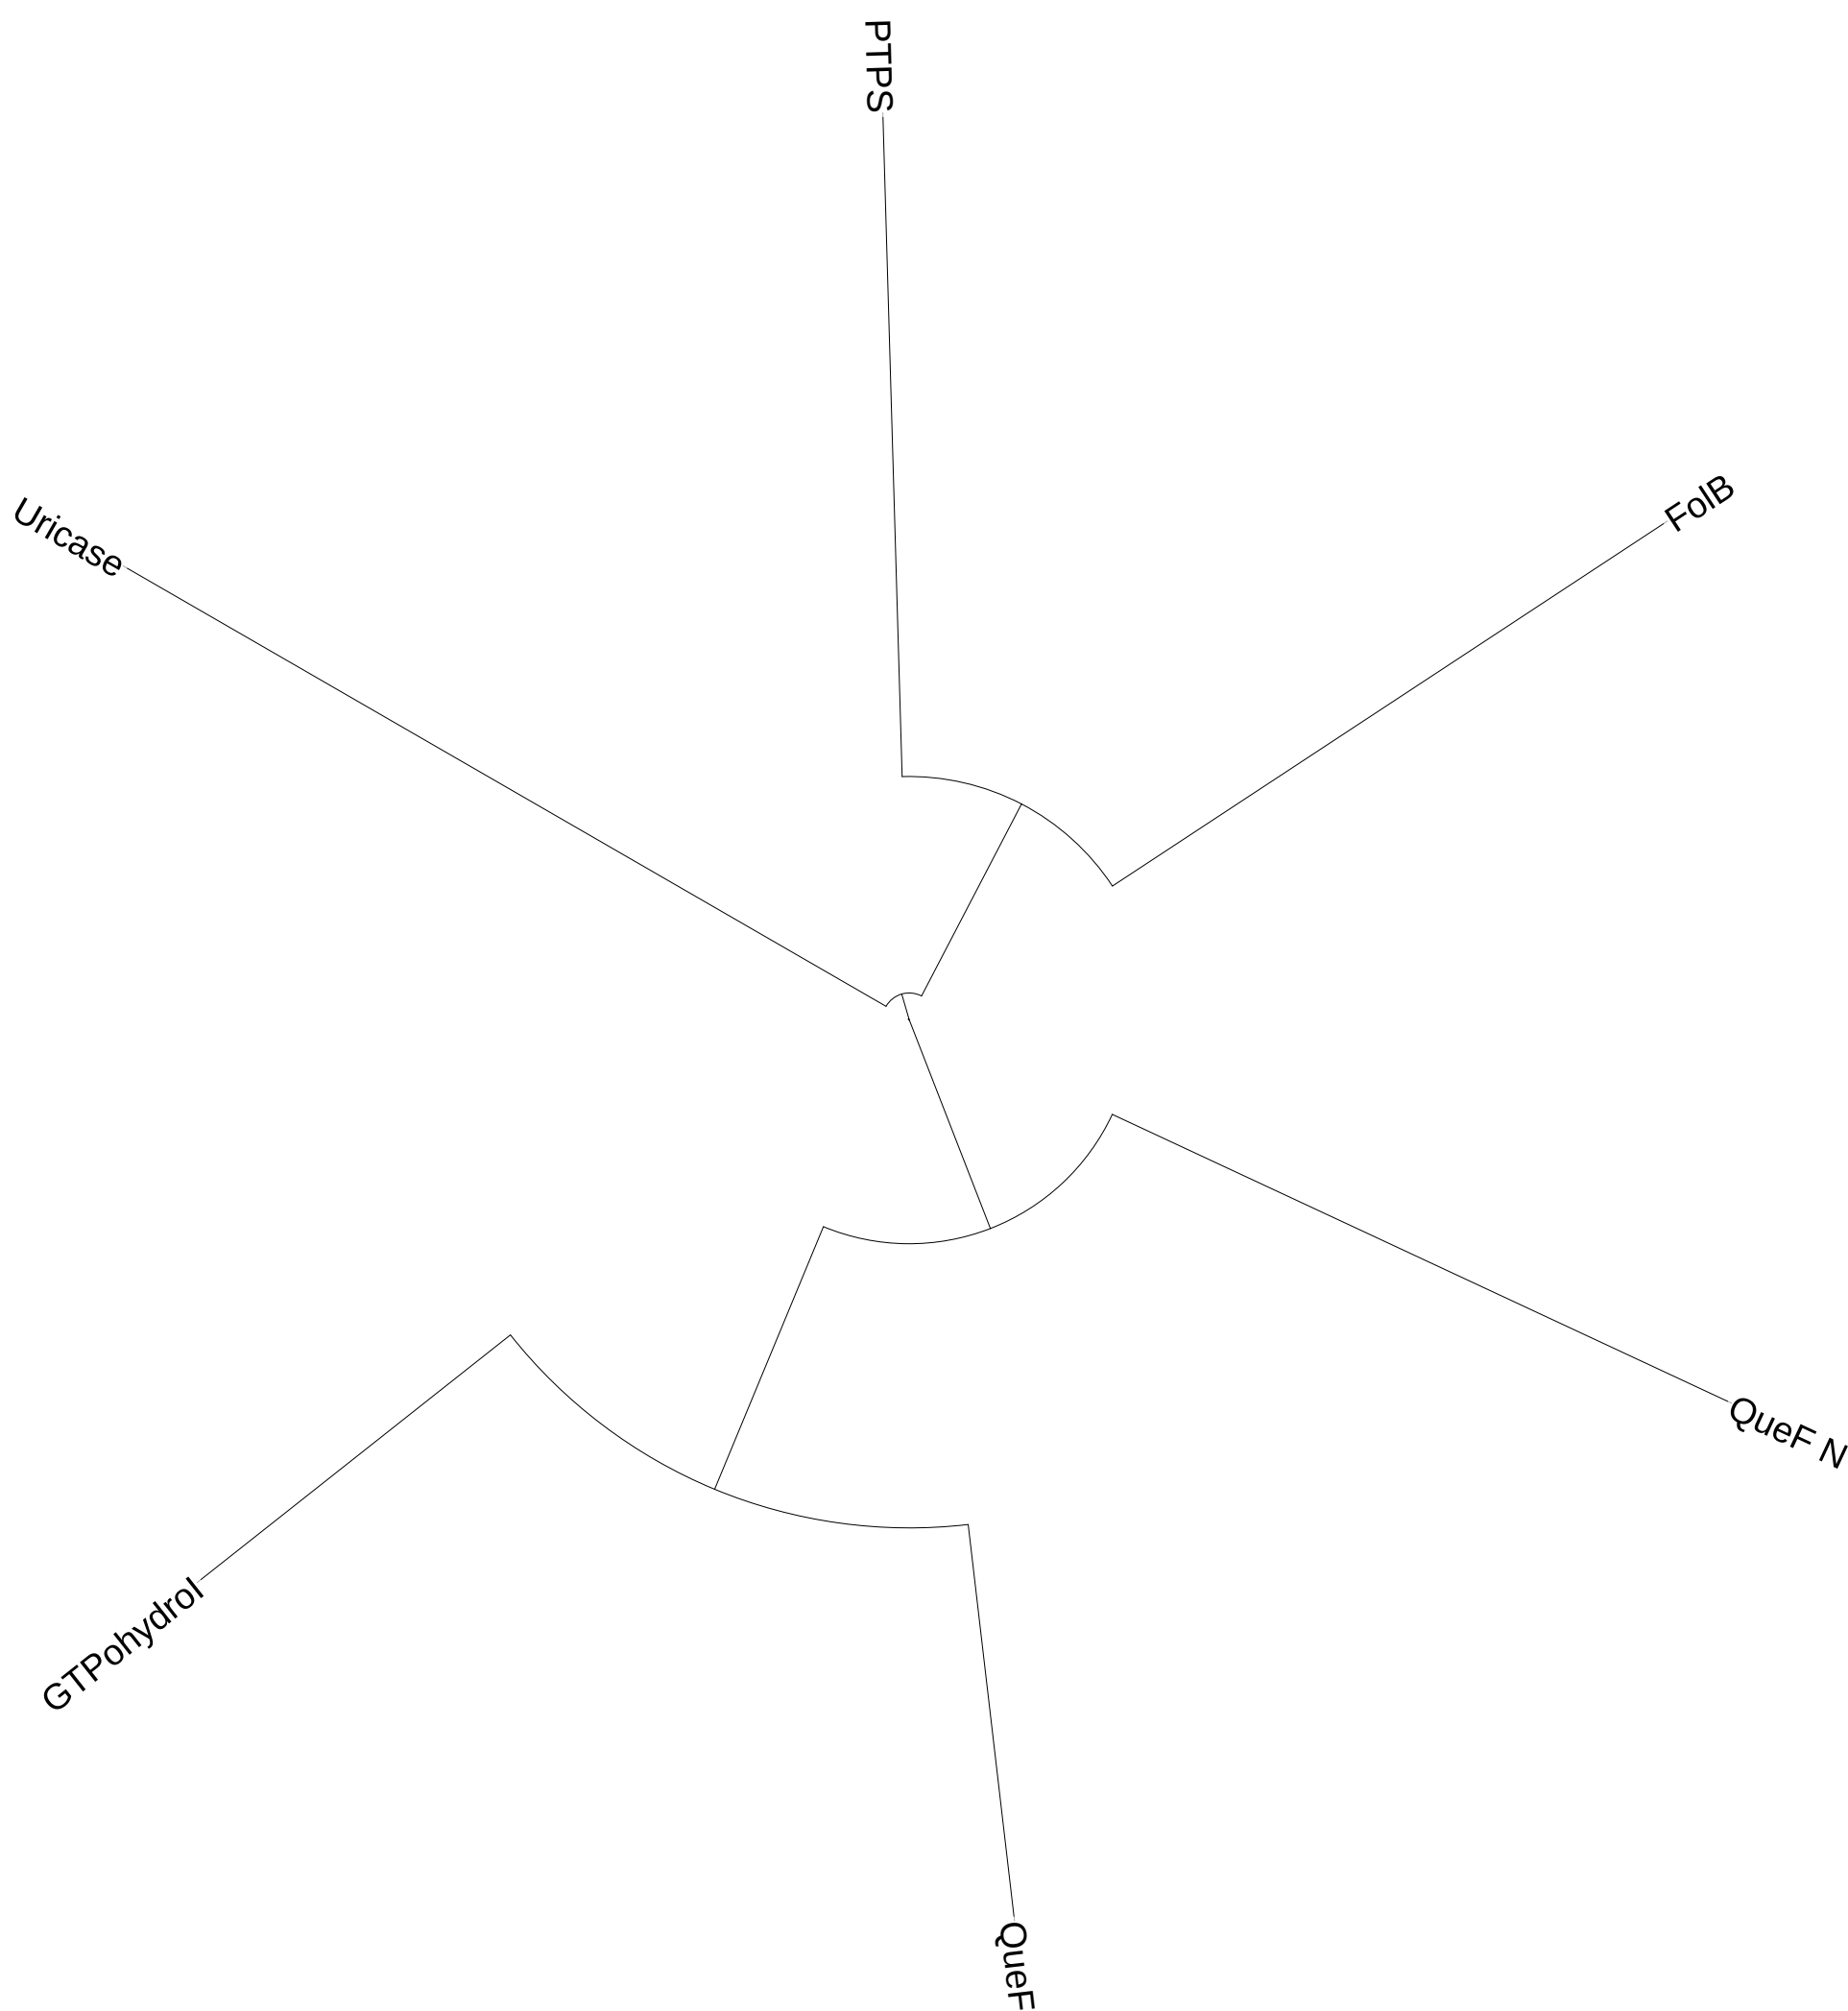 PTPS
FolB
Uricase
QueF N
GTPohydrol
QueF